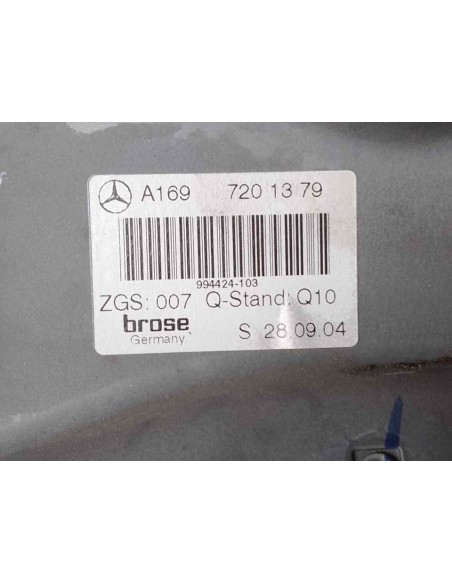 A169 720 13 79
994424-103
ZGS: 007 Q-Stand: Q10
brose
Germany S 28.09.04